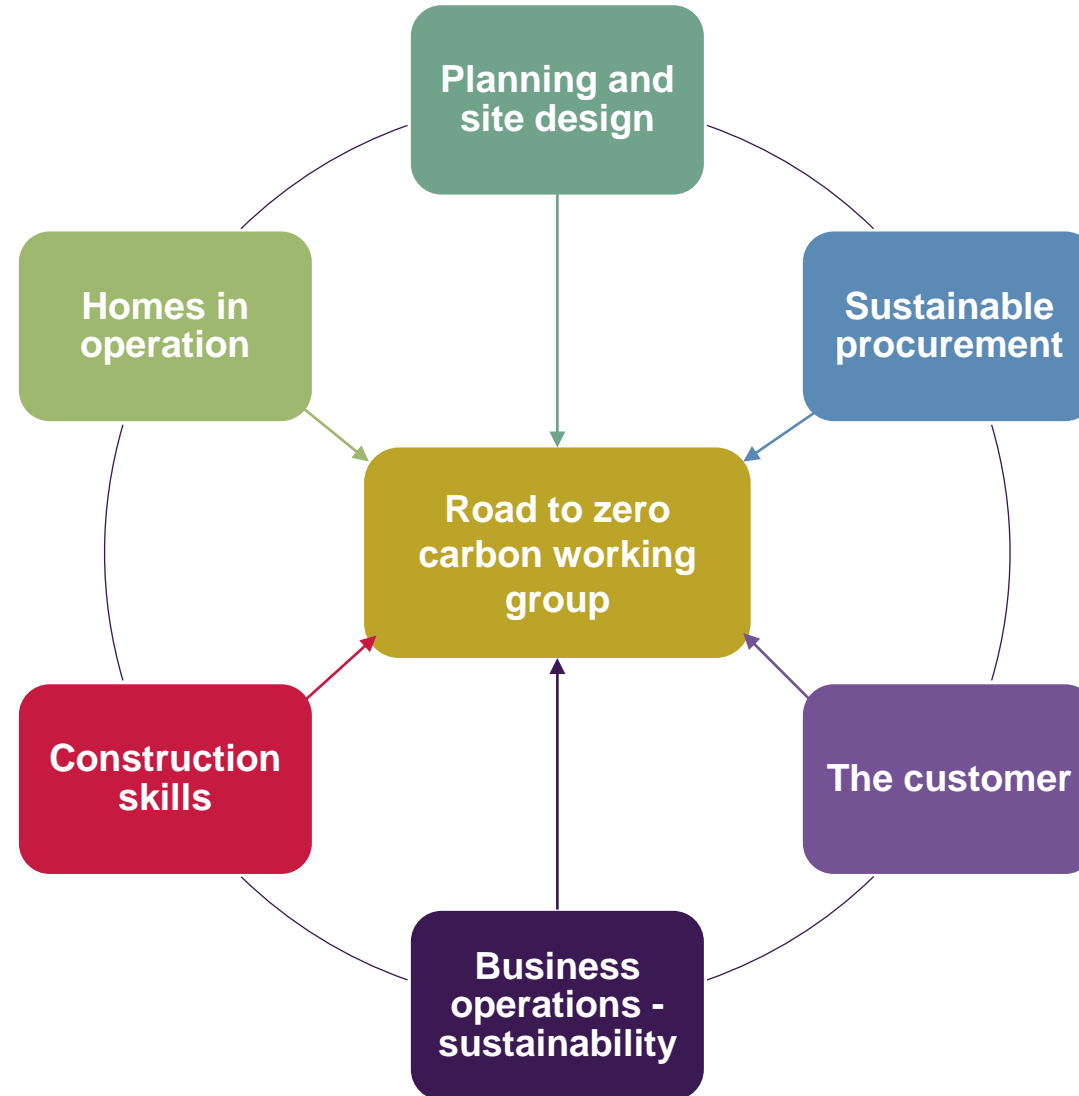 Planning and
site design
Homes in
operation
Sustainable
procurement
Road to zero
carbon working
group
Construction
skills
The customer
Business
operations -
sustainability